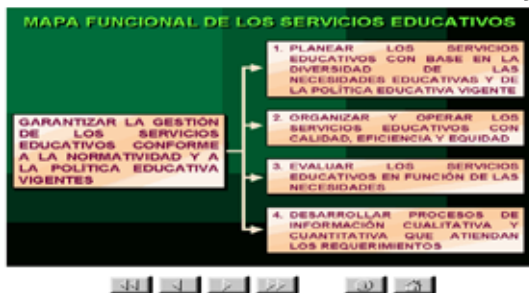 MAPA FUNCIONAL DE LOS SERVICIOS EDUCATIVOS
GARANTIZAR LA GESTIÓN
DE LOS SERVICIOS
EDUCATIVOS CONFORME
A LA NORMATIVIDAD Y A
LA POLÍTICA EDUCATIVA
VIGENTES
1. PLANEAR LOS SERVICIOS
EDUCATIVOS CON BASE EN LA
DIVERSIDAD DE LAS
NECESIDADES EDUCATIVAS Y DE
LA POLÍTICA EDUCATIVA VIGENTE
2. ORGANIZAR Y OPERAR LOS
SERVICIOS EDUCATIVOS CON
CALIDAD, EFICIENCIA Y EQUIDAD
3. EVALUAR LOS SERVICIOS
EDUCATIVOS EN FUNCIÓN DE LAS
NECESIDADES
4. DESARROLLAR PROCESOS DE
INFORMACIÓN CUALITATIVA Y
CUANTITATIVA QUE ATIENDAN
LOS REQUERIMIENTOS